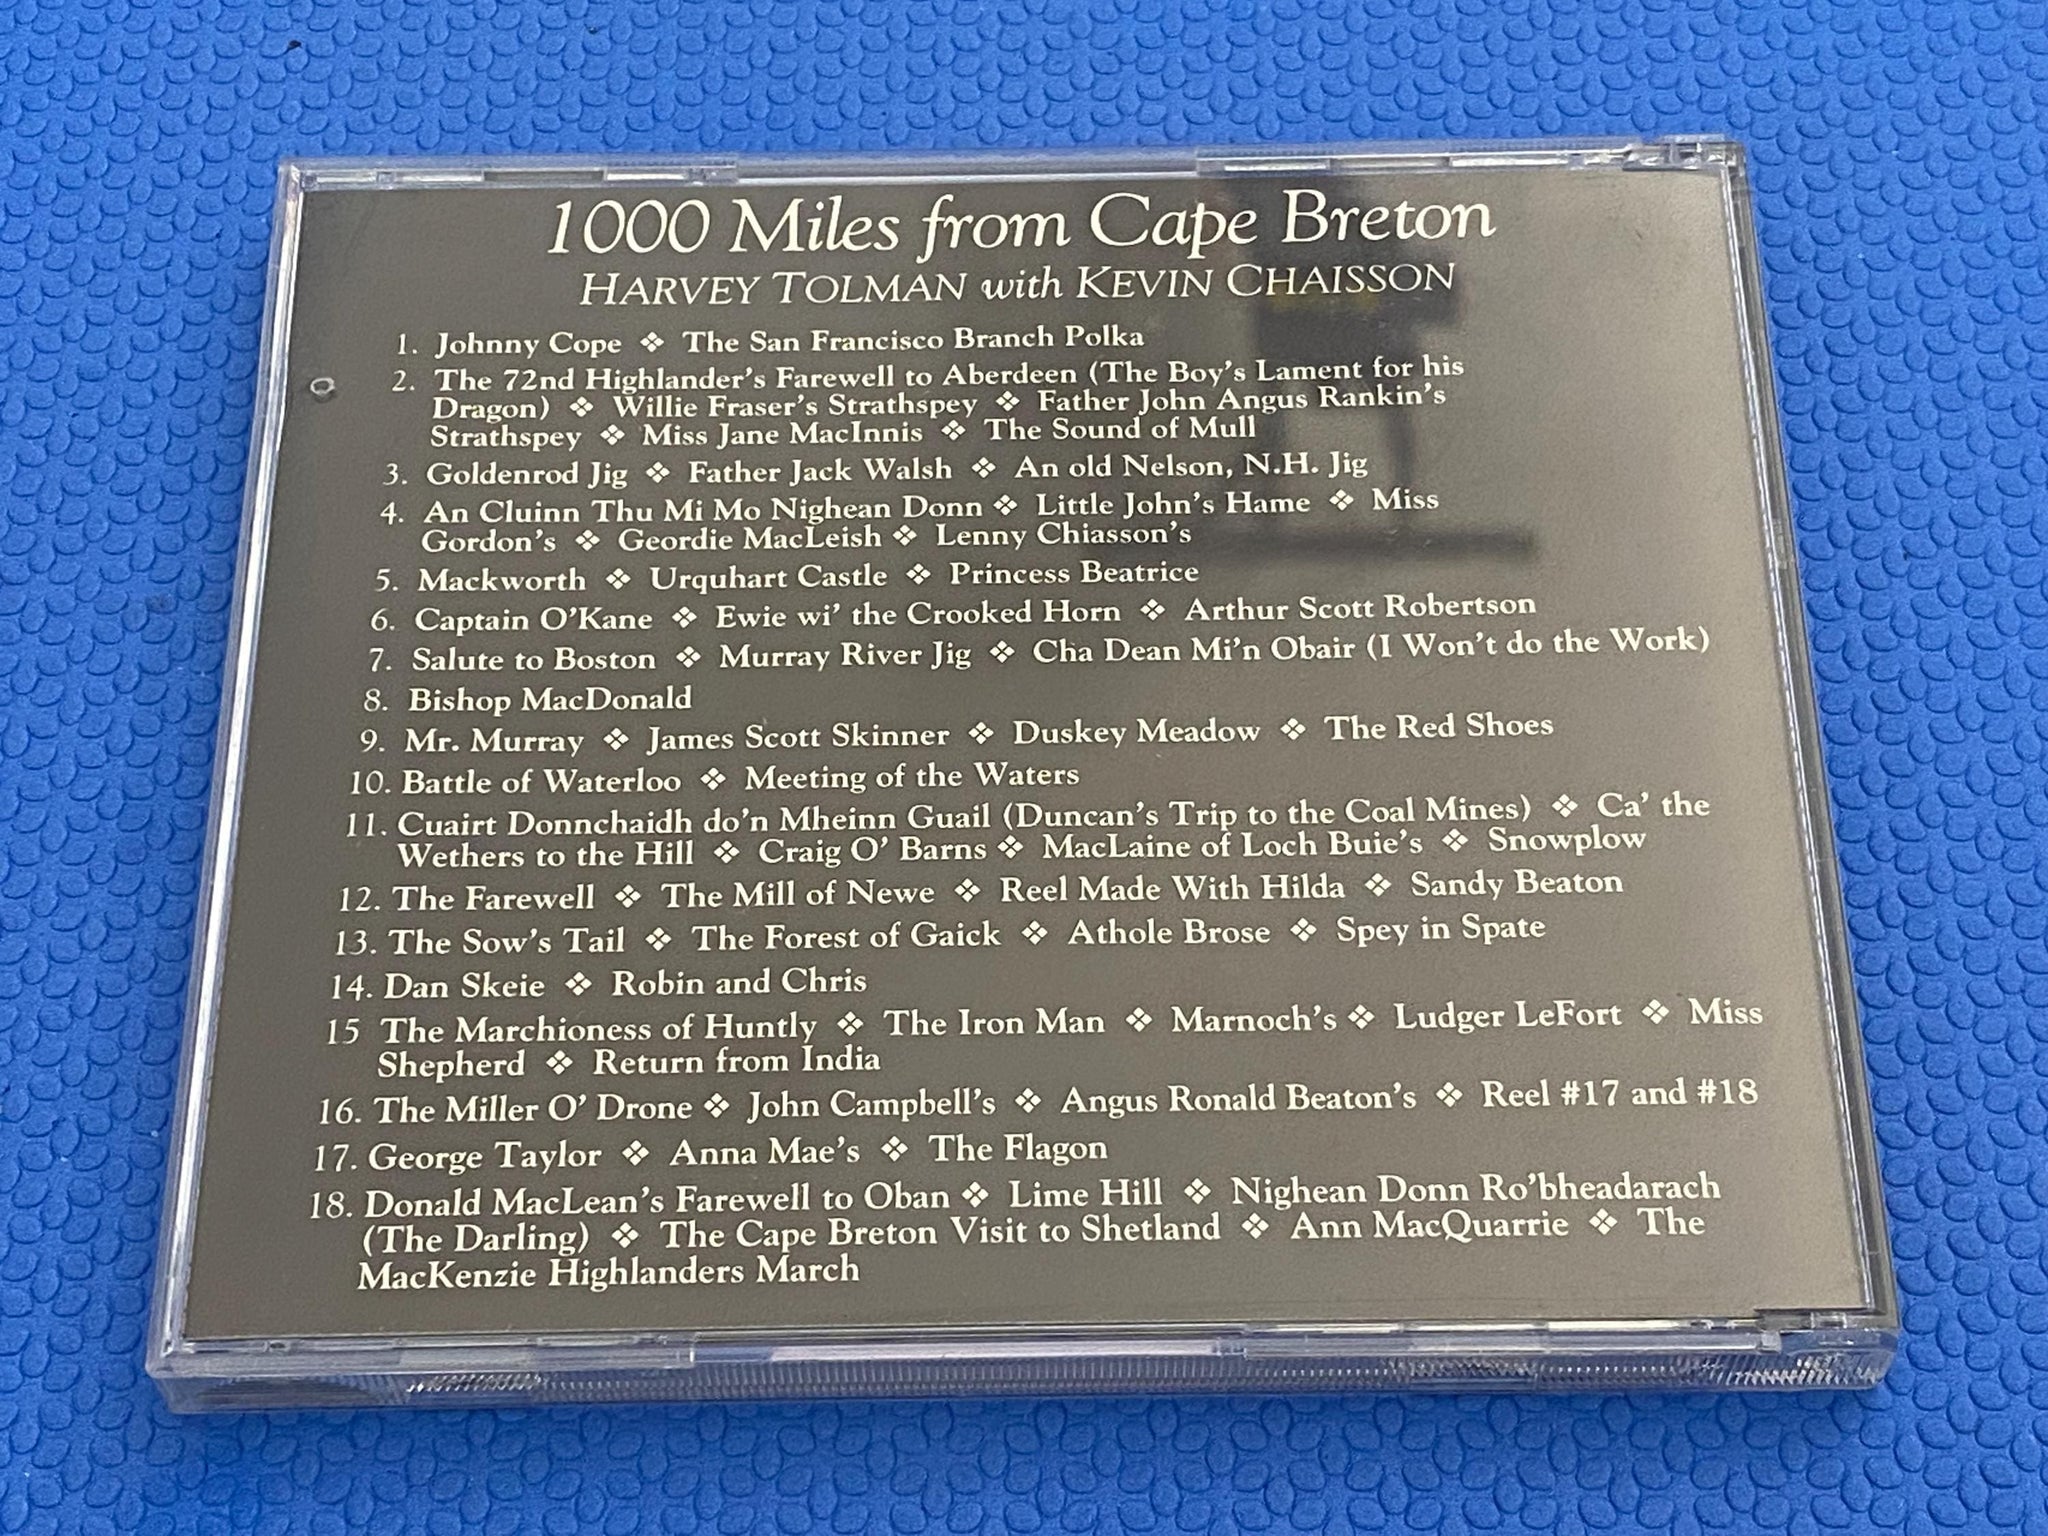 1000 Miles from Cape Breton
HARVEY TOLMAN with KEVIN CHAISSON
1. Johnny Cope ❖ The San Francisco Branch Polka
2. The 72nd Highlander's Farewell to Aberdeen (The Boy's Lament for his
Dragon) ❖ Willie Fraser's Strathspey ❖ Father John Angus Rankin's
Strathspey ❖ Miss Jane MacInnis ❖ The Sound of Mull
3. Goldenrod Jig ❖ Father Jack Walsh ❖ An old Nelson, N.H. Jig
4. An Cluinn Thu Mi Mo Nighean Donn ❖ Little John's Hame ❖ Miss
Gordon's ❖ Geordie MacLeish ❖ Lenny Chiasson's
5. Mackworth ❖ Urquhart Castle ❖ Princess Beatrice
6. Captain O'Kane ❖ Ewie wi' the Crooked Horn ❖ Arthur Scott Robertson
7. Salute to Boston ❖ Murray River Jig ❖ Cha Dean Mi'n Obair (I Won't do the Work)
8. Bishop MacDonald
9. Mr. Murray ❖ James Scott Skinner ❖ Duskey Meadow ❖ The Red Shoes
10. Battle of Waterloo ❖ Meeting of the Waters
11. Cuairt Donnchaidh do'n Mheinn Guail (Duncan's Trip to the Coal Mines) ❖ Ca' the
Wethers to the Hill ❖ Craig O' Barns ❖ MacLaine of Loch Buie's ❖ Snowplow
12. The Farewell ❖ The Mill of Newe ❖ Reel Made With Hilda ❖ Sandy Beaton
13. The Sow's Tail ❖ The Forest of Gaick ❖ Athole Brose ❖ Spey in Spate
14. Dan Skeie ❖ Robin and Chris
15 The Marchioness of Huntly ❖ The Iron Man ❖ Marnoch's ❖ Ludger LeFort ❖ Miss
Shepherd ❖ Return from India
16. The Miller O' Drone ❖ John Campbell's ❖ Angus Ronald Beaton's ❖ Reel #17 and #18
17. George Taylor ❖ Anna Mae's ❖ The Flagon
18. Donald MacLean's Farewell to Oban ❖ Lime Hill ❖ Nighean Donn Ro'bheadarach
(The Darling) ❖ The Cape Breton Visit to Shetland ❖ Ann MacQuarrie ❖ The
MacKenzie Highlanders March